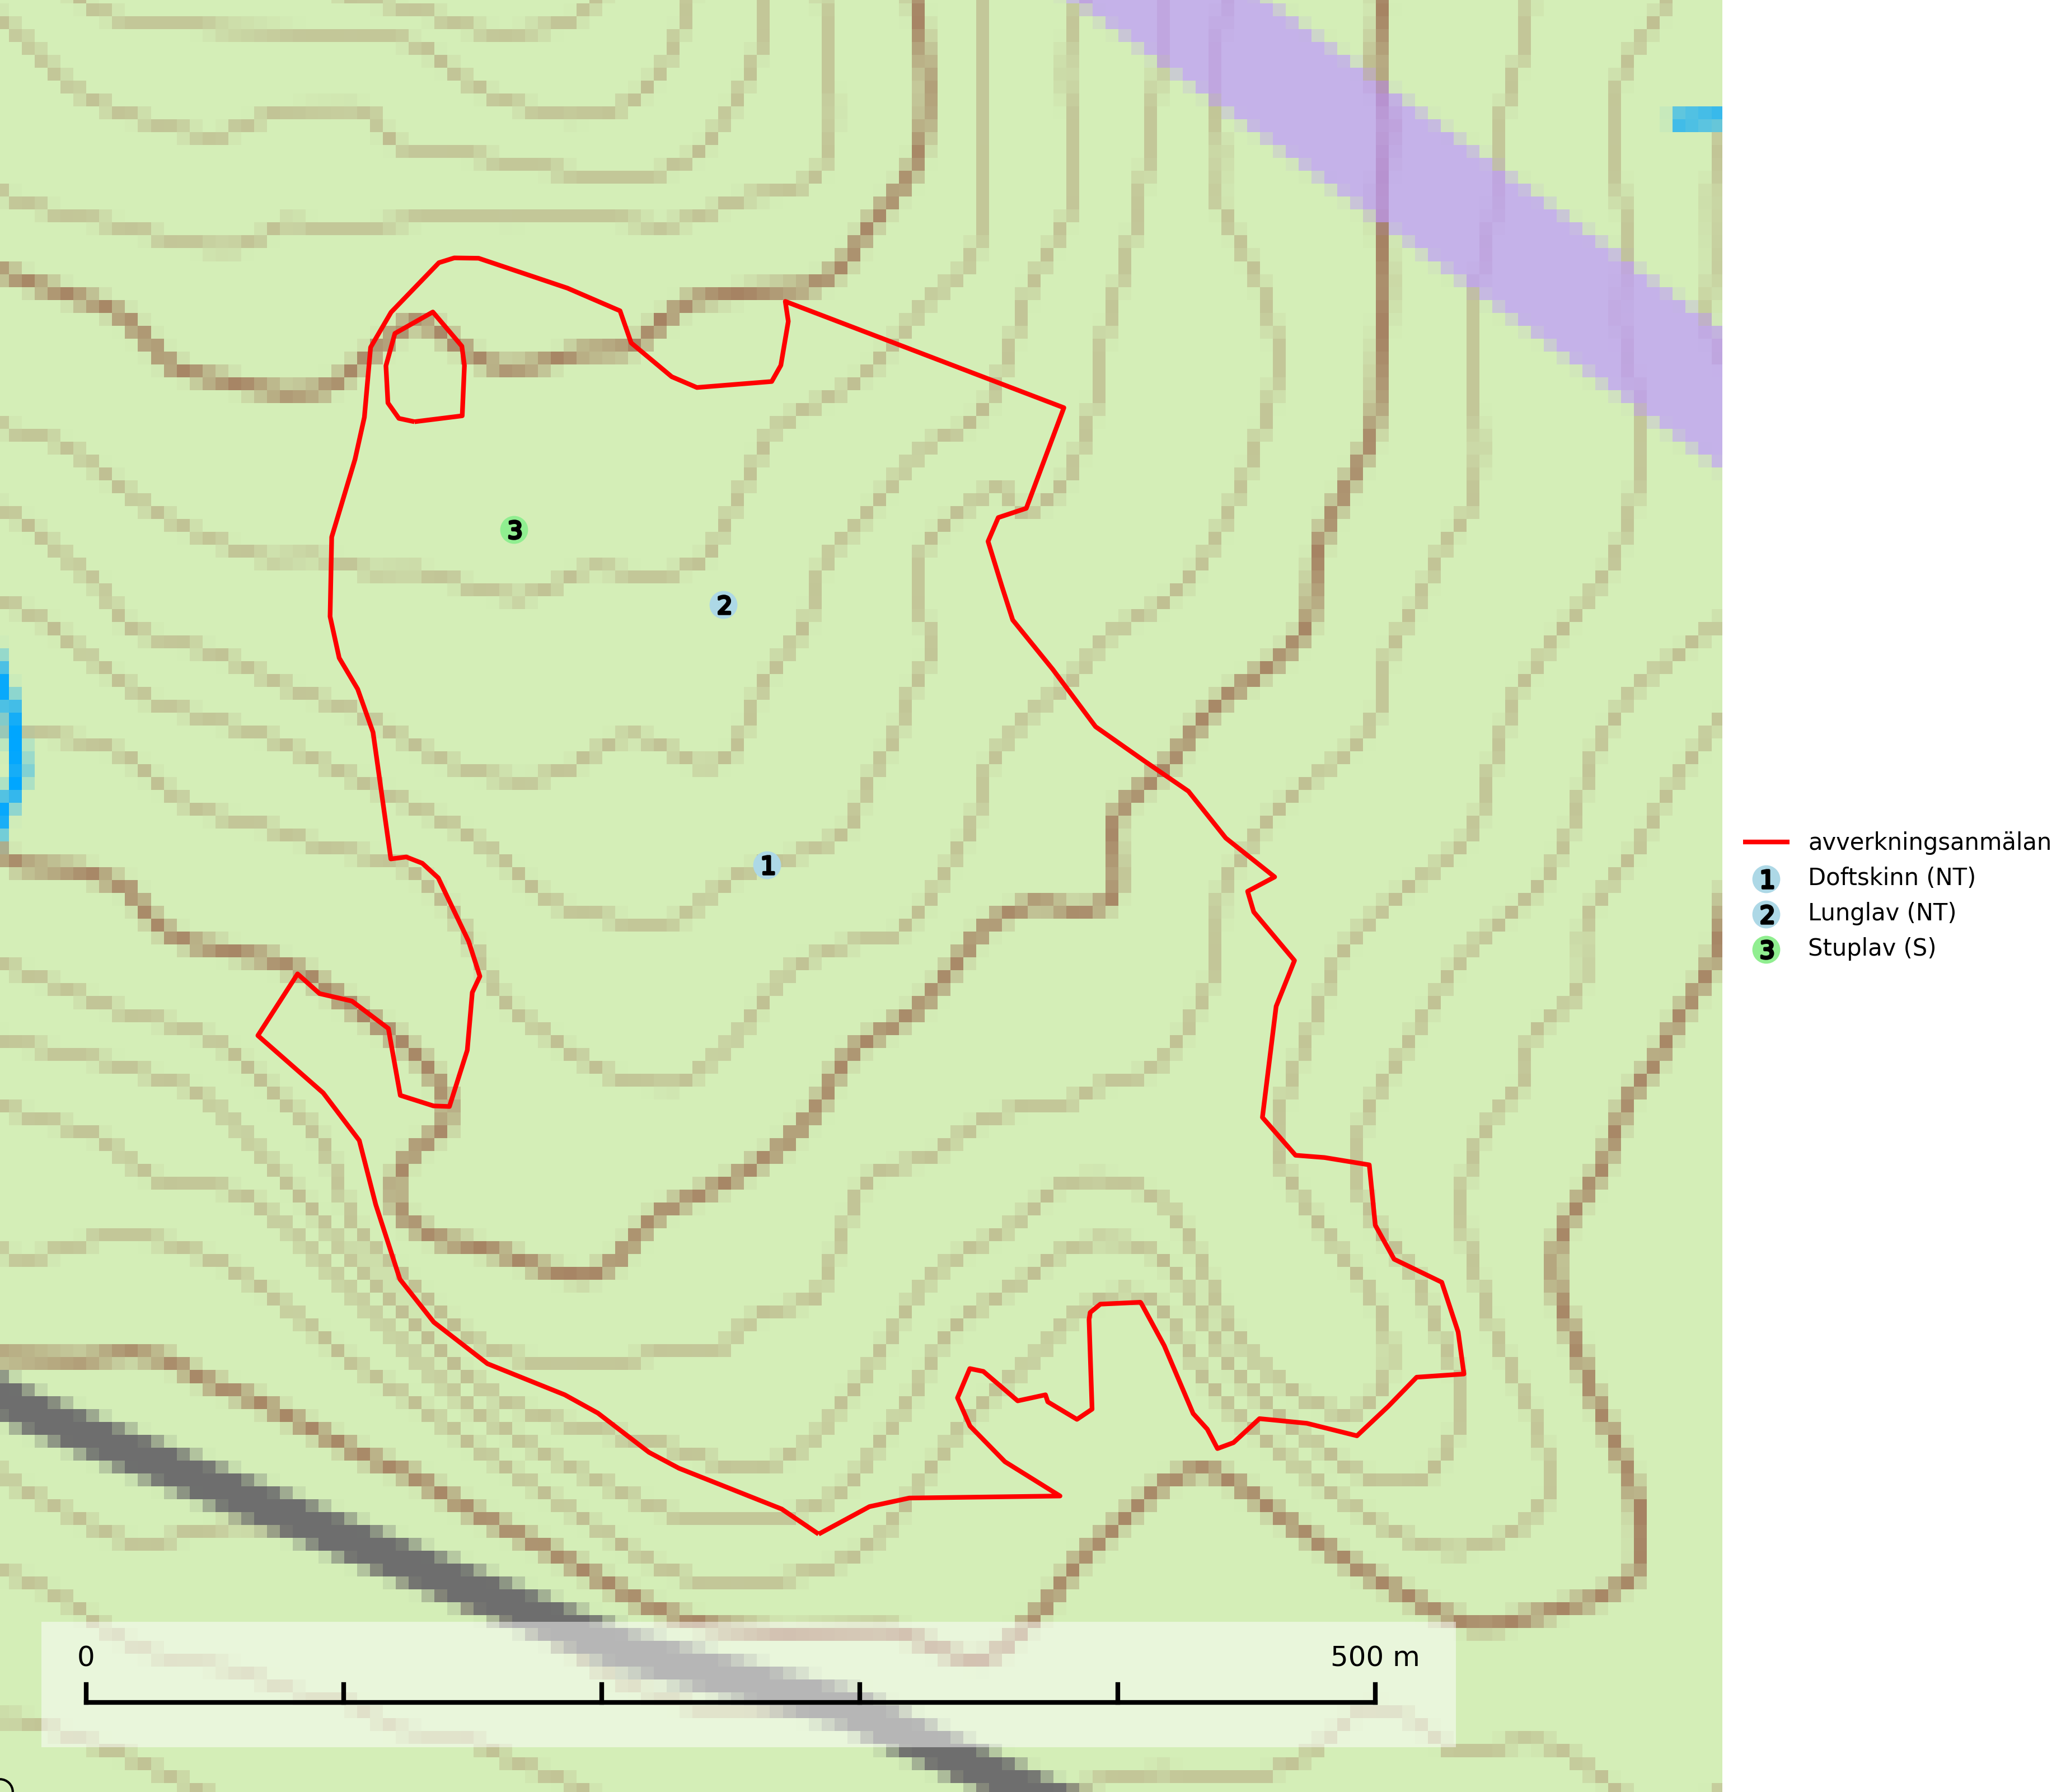 3
2
1
avverkningsanmälan
1 Doftskinn (NT)
2 Lunglav (NT)
3 Stuplav (S)
0 500 m